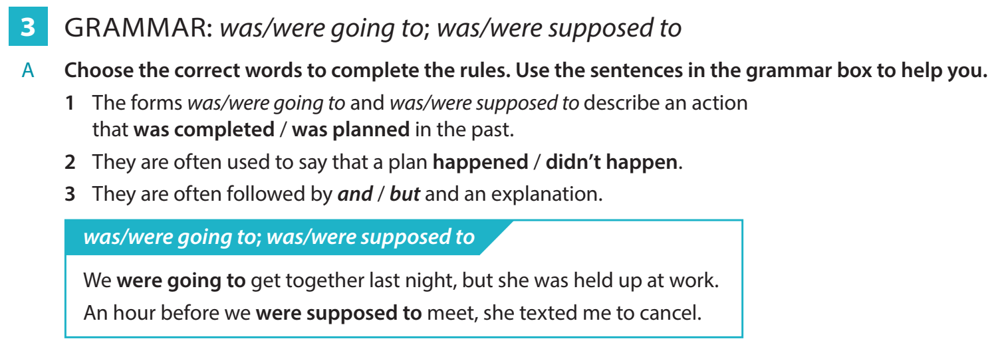 3 GRAMMAR: was/were going to; was/were supposed to
A Choose the correct words to complete the rules. Use the sentences in the grammar box to help you.
1 The forms was/were going to and was/were supposed to describe an action
that was completed / was planned in the past.
2 They are often used to say that a plan happened / didn't happen.
3 They are often followed by and / but and an explanation.
was/were going to; was/were supposed to
We were going to get together last night, but she was held up at work.
An hour before we were supposed to meet, she texted me to cancel.